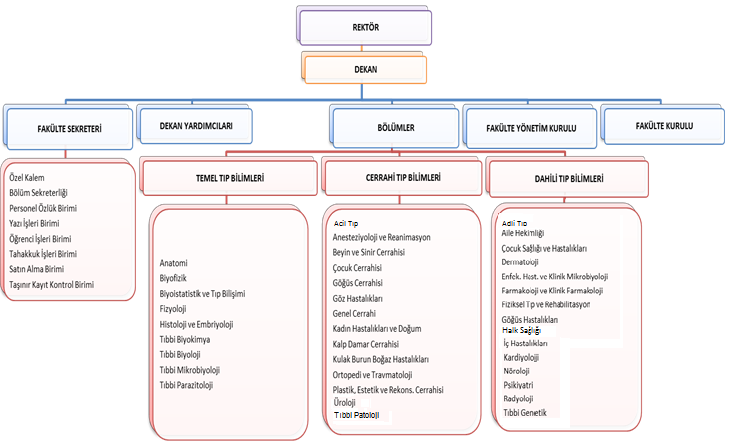 REKTÖR
DEKAN
FAKÜLTE SEKRETERİ
DEKAN YARDIMCILARI
BÖLÜMLER
FAKÜLTE YÖNETİM KURULU
FAKÜLTE KURULU
Özel Kalem
Bölüm Sekreterliği
Personel Özlük Birimi
Yazı İşleri Birimi
Öğrenci İşleri Birimi
Tahakkuk İşleri Birimi
Satın Alma Birimi
Taşınır Kayıt Kontrol Birimi
TEMEL TIP BİLİMLERİ
Anatomi
Biyofizik
Biyoistatistik ve Tıp Bilişimi
Fizyoloji
Histoloji ve Embriyoloji
Tıbbi Biyokimya
Tıbbi Biyoloji
Tıbbi Mikrobiyoloji
Tıbbi Parazitoloji
CERRAHİ TIP BİLİMLERİ
Acil Tıp
Anesteziyoloji ve Reanimasyon
Beyin ve Sinir Cerrahisi
Çocuk Cerrahisi
Göğüs Cerrahisi
Göz Hastalıkları
Genel Cerrahi
Kadın Hastalıkları ve Doğum
Kalp Damar Cerrahisi
Kulak Burun Boğaz Hastalıkları
Ortopedi ve Travmatoloji
Plastik, Estetik ve Rekons. Cerrahisi
Üroloji
Tıbbi Patoloji
DAHİLİ TIP BİLİMLERİ
Adli Tıp
Aile Hekimliği
Çocuk Sağlığı ve Hastalıkları
Dermatoloji
Enfek. Hast. ve Klinik Mikrobiyoloji
Farmakoloji ve Klinik Farmakoloji
Fiziksel Tıp ve Rehabilitasyon
Göğüs Hastalıkları
Halk Sağlığı
İç Hastalıkları
Kardiyoloji
Nöroloji
Psikiyatri
Radyoloji
Tıbbi Genetik